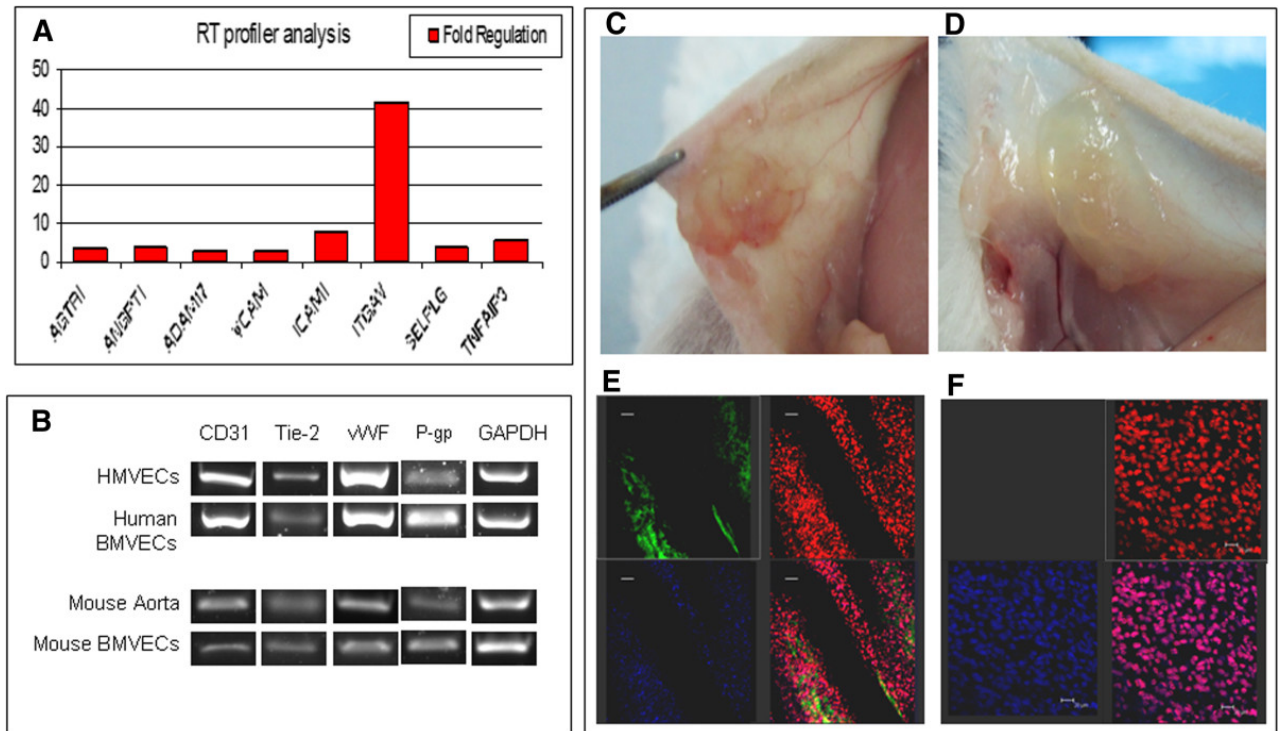 A
RT profiler analysis
Fold Regulation
50
40
30
20
10
0
AGTR1
ANGPT1
ADAM17
VCAM
ICAM1
ITGAV
SELPLG
TNFAIP3
B
CD31 Tie-2 vWF P-gp GAPDH
HMVECs
Human
BMVECs
Mouse Aorta
Mouse BMVECs
C
D
E
F